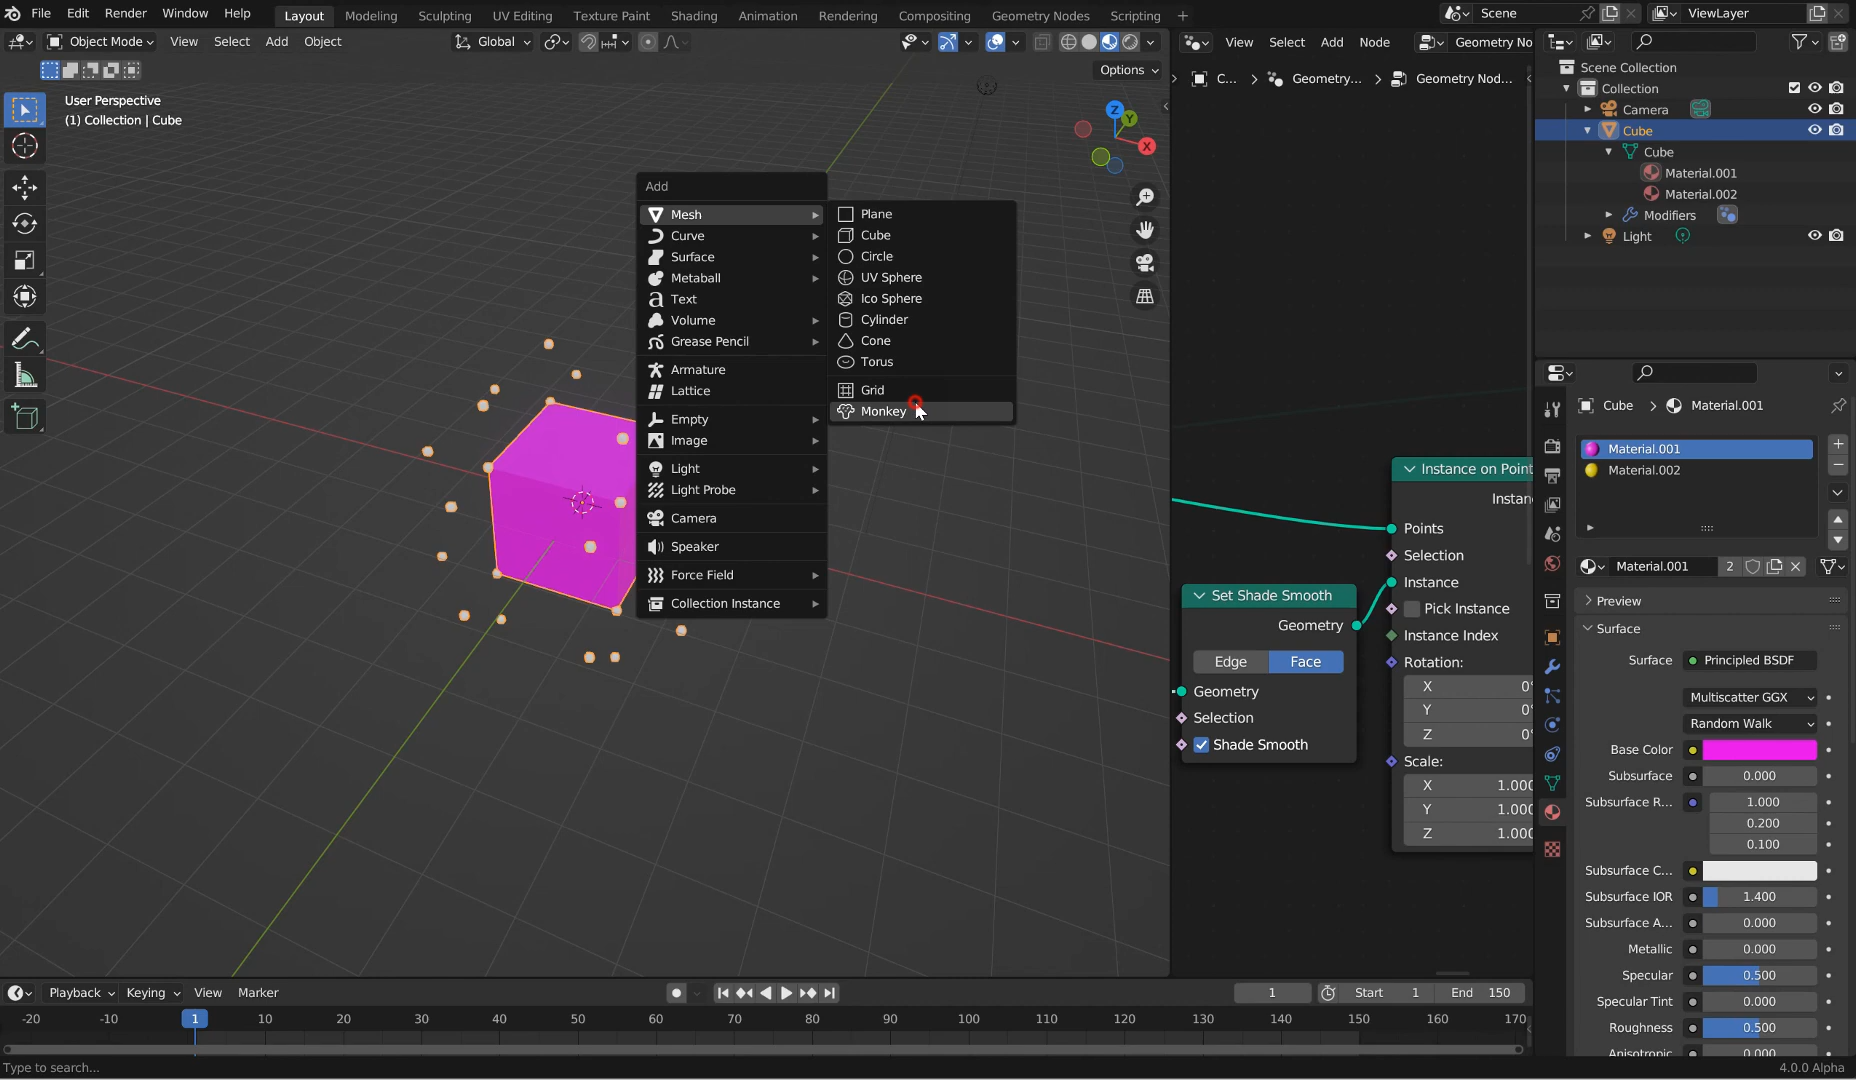 File Edit Render Window Help Layout Modeling Sculpting UV Editing Texture Paint Shading Animation Rendering Compositing Geometry Nodes Scripting + Scene ViewLayer
Object Mode View Select Add Object Global View Select Add Node Geometry No
Options C... > Geometry... > Geometry Nod...
User Perspective
(1) Collection | Cube
Z
Y
X
Add
Mesh
Curve
Surface
Metaball
Text
Volume
Grease Pencil
Armature
Lattice
Empty
Image
Light
Light Probe
Camera
Speaker
Force Field
Collection Instance
Plane
Cube
Circle
UV Sphere
Ico Sphere
Cylinder
Cone
Torus
Grid
Monkey
Instance on Point
Instan
Points
Selection
Instance
Pick Instance
Instance Index
Rotation:
X 0°
Y 0°
Z 0°
Scale:
X 1.000
Y 1.000
Z 1.000
Set Shade Smooth
Geometry
Edge Face
Geometry
Selection
Shade Smooth
Scene Collection
Collection
Camera
Cube
Cube
Material.001
Material.002
Modifiers
Light
Cube > Material.001
Material.001
Material.002
Material.001 2
Preview
Surface
Surface Principled BSDF
Multiscatter GGX
Random Walk
Base Color
Subsurface 0.000
Subsurface R... 1.000
0.200
0.100
Subsurface C...
Subsurface IOR 1.400
Subsurface A... 0.000
Metallic 0.000
Specular 0.500
Specular Tint 0.000
Roughness 0.500
Anisotropic 0.000
Playback Keying View Marker 1 Start 1 End 150
-20 -10 1 10 20 30 40 50 60 70 80 90 100 110 120 130 140 150 160 170
Type to search... 4.0.0 Alpha